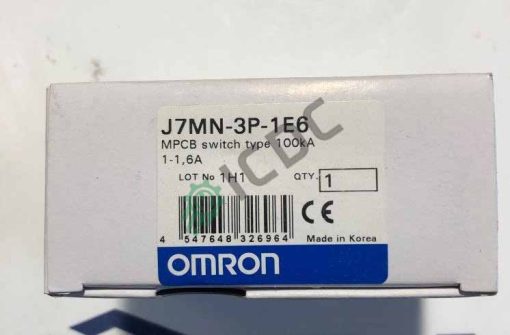 J7MN-3P-1E6
MPCB switch type 100kA
1-1,6A
LOT No 1H1 QTY. 1
CE
4 547648 326964
Made in Korea
OMRON
ICDC